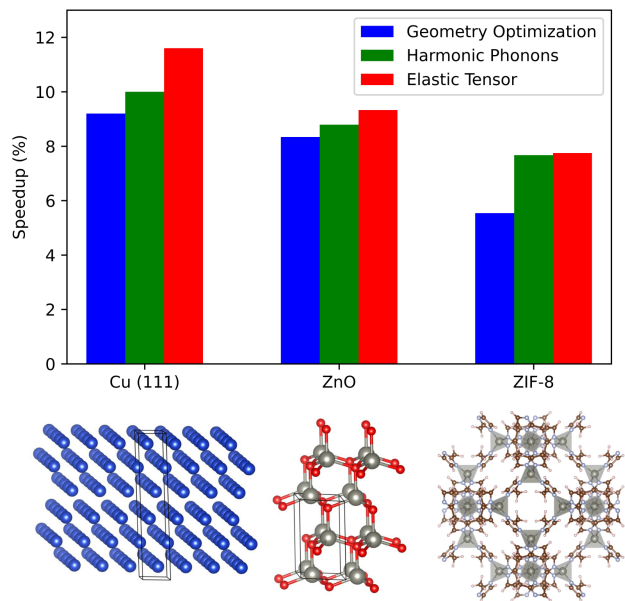 12
10
8
6
4
2
0
Speedup (%)
Geometry Optimization
Harmonic Phonons
Elastic Tensor
Cu (111)
ZnO
ZIF-8